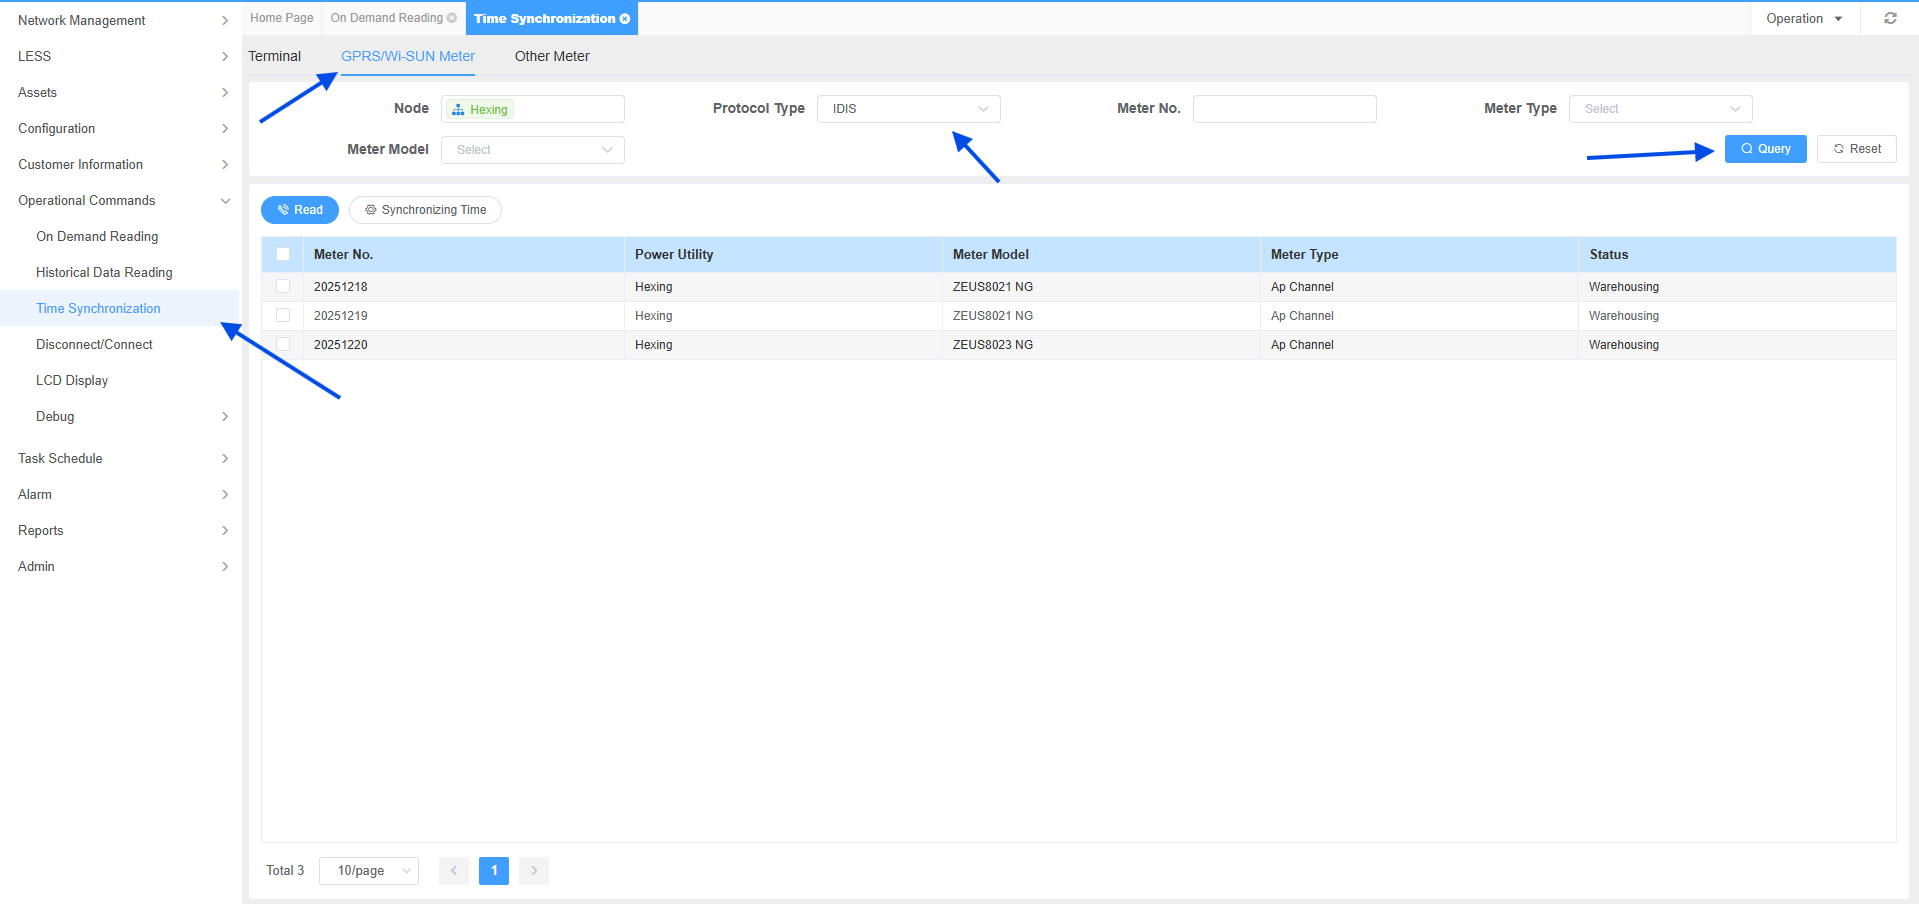 Network Management
LESS
Assets
Configuration
Customer Information
Operational Commands
On Demand Reading
Historical Data Reading
Time Synchronization
Disconnect/Connect
LCD Display
Debug
Task Schedule
Alarm
Reports
Admin
Home Page On Demand Reading Time Synchronization Operation
Terminal GPRS/Wi-SUN Meter Other Meter
Node Hexing Protocol Type IDIS Meter No. Meter Type Select
Meter Model Select Query Reset
Read Synchronizing Time
Meter No. Power Utility Meter Model Meter Type Status
20251218 Hexing ZEUS8021 NG Ap Channel Warehousing
20251219 Hexing ZEUS8021 NG Ap Channel Warehousing
20251220 Hexing ZEUS8023 NG Ap Channel Warehousing
Total 3 10/page 1